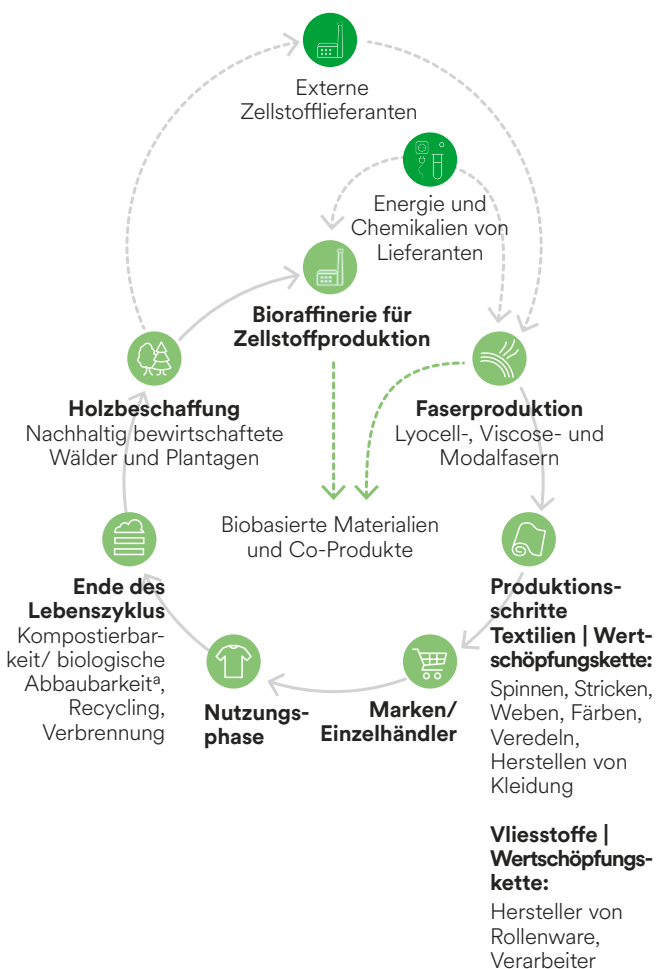 Externe
Zellstofflieferanten
Energie und
Chemikalien von
Lieferanten
Bioraffinerie für
Zellstoffproduktion
Holzbeschaffung
Nachhaltig bewirtschaftete
Wälder und Plantagen
Faserproduktion
Lyocell-, Viscose- und
Modalfasern
Biobasierte Materialien
und Co-Produkte
Ende des
Lebenszyklus
Kompostierbar-
keit/ biologische
Abbaubarkeitª,
Recycling,
Verbrennung
Nutzungs-
phase
Marken/
Einzelhändler
Produktions-
schritte
Textilien | Wert-
schöpfungskette:
Spinnen, Stricken,
Weben, Färben,
Veredeln,
Herstellen von
Kleidung
Vliesstoffe |
Wertschöpfungs-
kette:
Hersteller von
Rollenware,
Verarbeiter